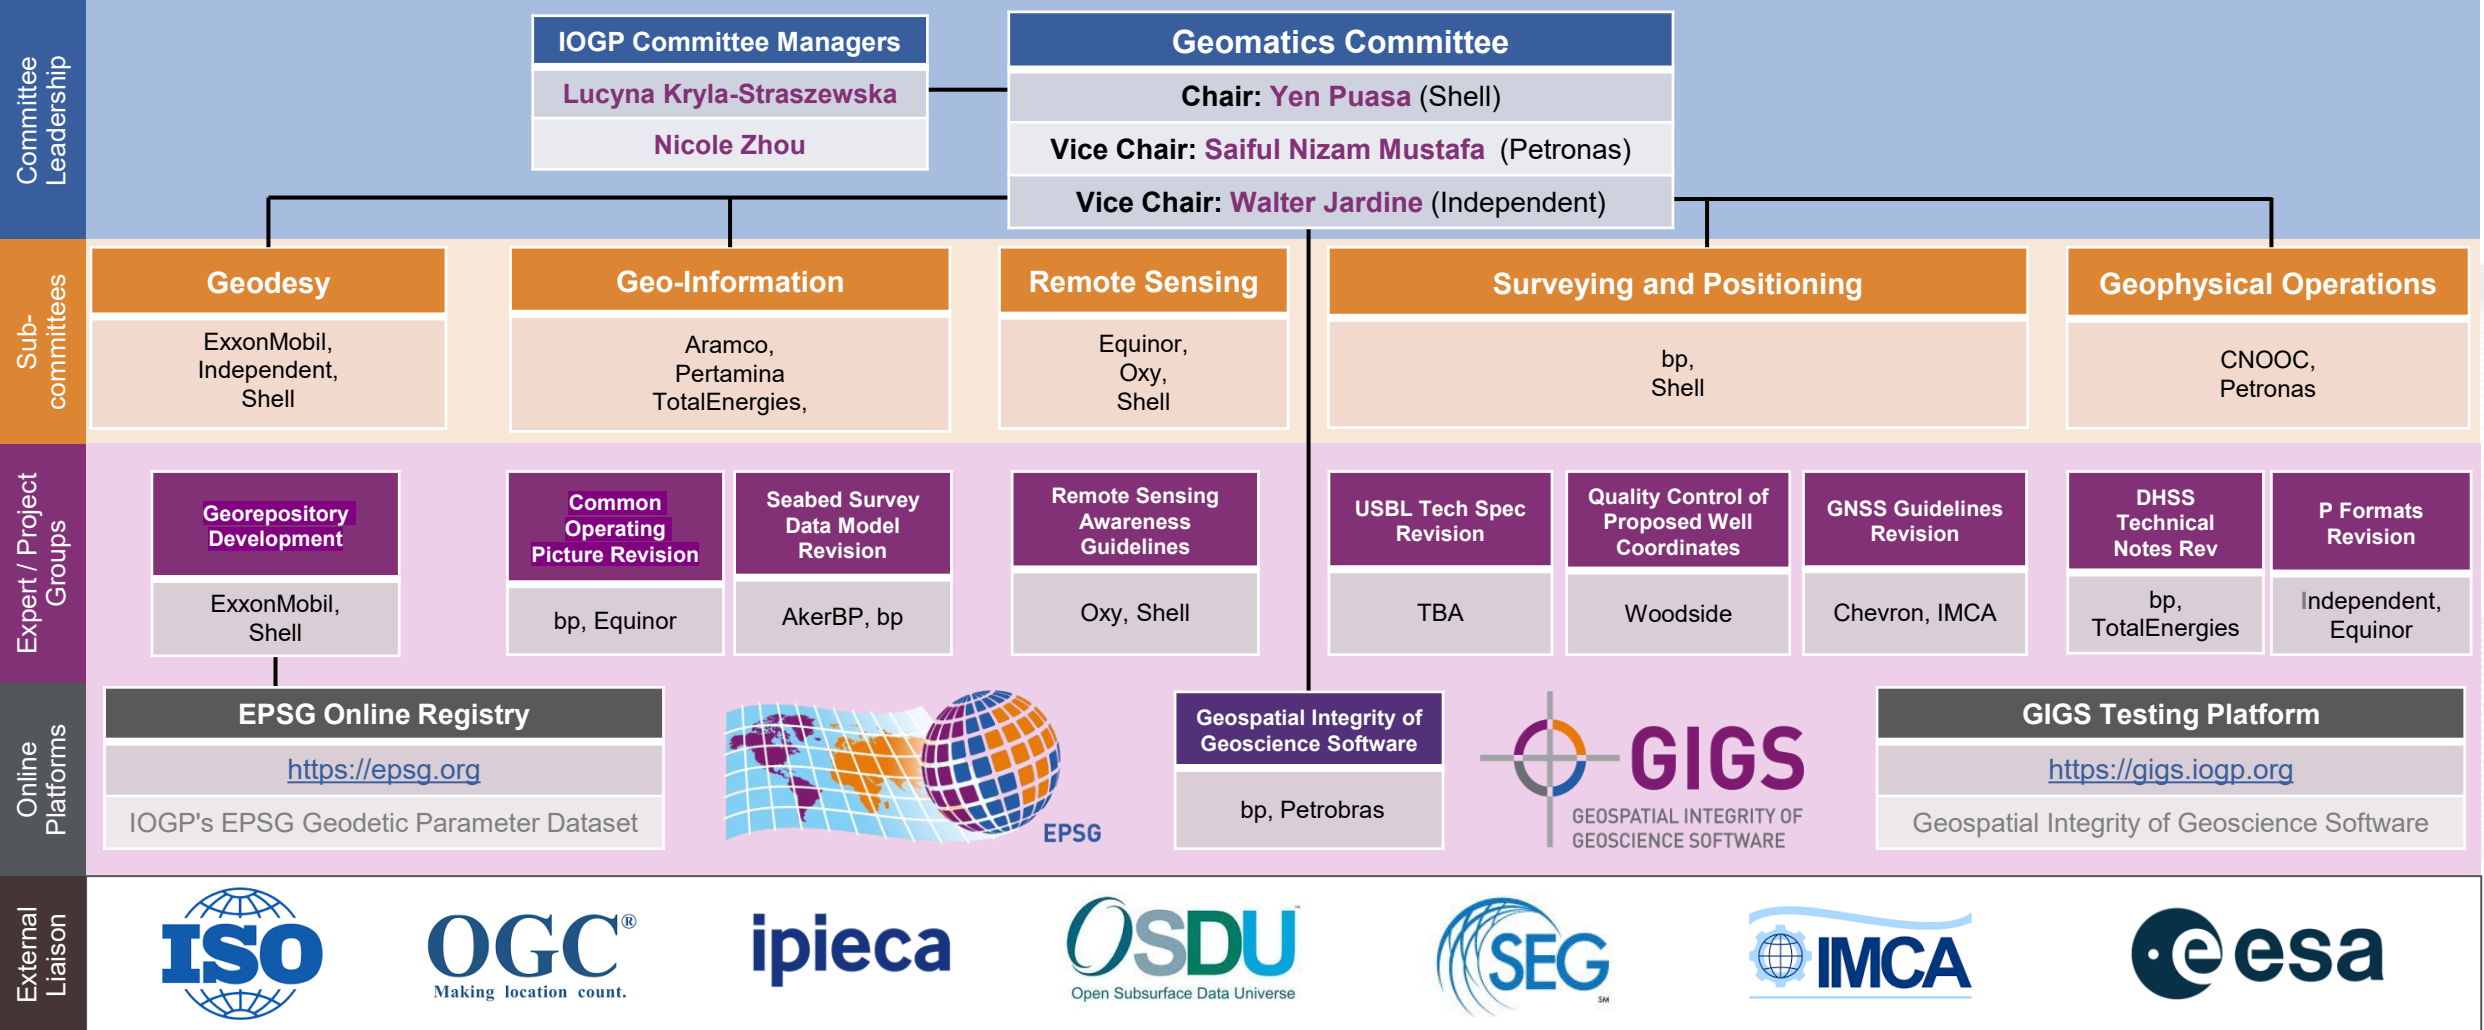 Committee
Leadership
IOGP Committee Managers
Lucyna Kryla-Straszewska
Nicole Zhou
Geomatics Committee
Chair: Yen Puasa (Shell)
Vice Chair: Saiful Nizam Mustafa (Petronas)
Vice Chair: Walter Jardine (Independent)
Sub-
committees
Geodesy
ExxonMobil,
Independent,
Shell
Geo-Information
Aramco,
Pertamina
TotalEnergies,
Remote Sensing
Equinor,
Oxy,
Shell
Surveying and Positioning
bp,
Shell
Geophysical Operations
CNOOC,
Petronas
Expert / Project
Groups
Georepository
Development
ExxonMobil,
Shell
Common
Operating
Picture Revision
bp, Equinor
Seabed Survey
Data Model
Revision
AkerBP, bp
Remote Sensing
Awareness
Guidelines
Oxy, Shell
USBL Tech Spec
Revision
TBA
Quality Control of
Proposed Well
Coordinates
Woodside
GNSS Guidelines
Revision
Chevron, IMCA
DHSS
Technical
Notes Rev
bp,
TotalEnergies
P Formats
Revision
Independent,
Equinor
Online
Platforms
EPSG Online Registry
https://epsg.org
IOGP's EPSG Geodetic Parameter Dataset
EPSG
Geospatial Integrity of
Geoscience Software
bp, Petrobras
GIGS
GEOSPATIAL INTEGRITY OF
GEOSCIENCE SOFTWARE
GIGS Testing Platform
https://gigs.iogp.org
Geospatial Integrity of Geoscience Software
External
Liaison
ISO
OGC®
Making location count.
ipieca
OSDU™
Open Subsurface Data Universe
SEG℠
IMCA
esa